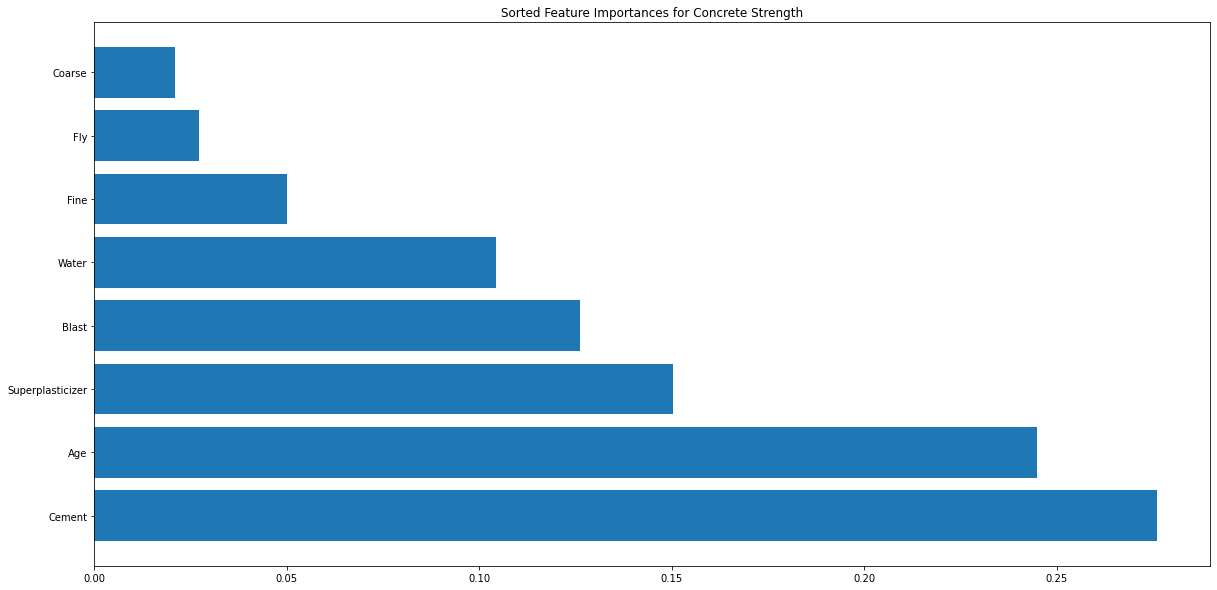 Sorted Feature Importances for Concrete Strength
Coarse
Fly
Fine
Water
Blast
Superplasticizer
Age
Cement
0.00 0.05 0.10 0.15 0.20 0.25